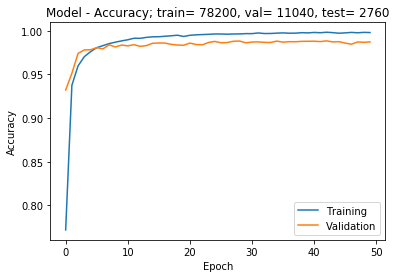 Model - Accuracy; train= 78200, val= 11040, test= 2760
1.00
0.95
0.90
0.85
0.80
Accuracy
0 10 20 30 40 50
Epoch
Training
Validation